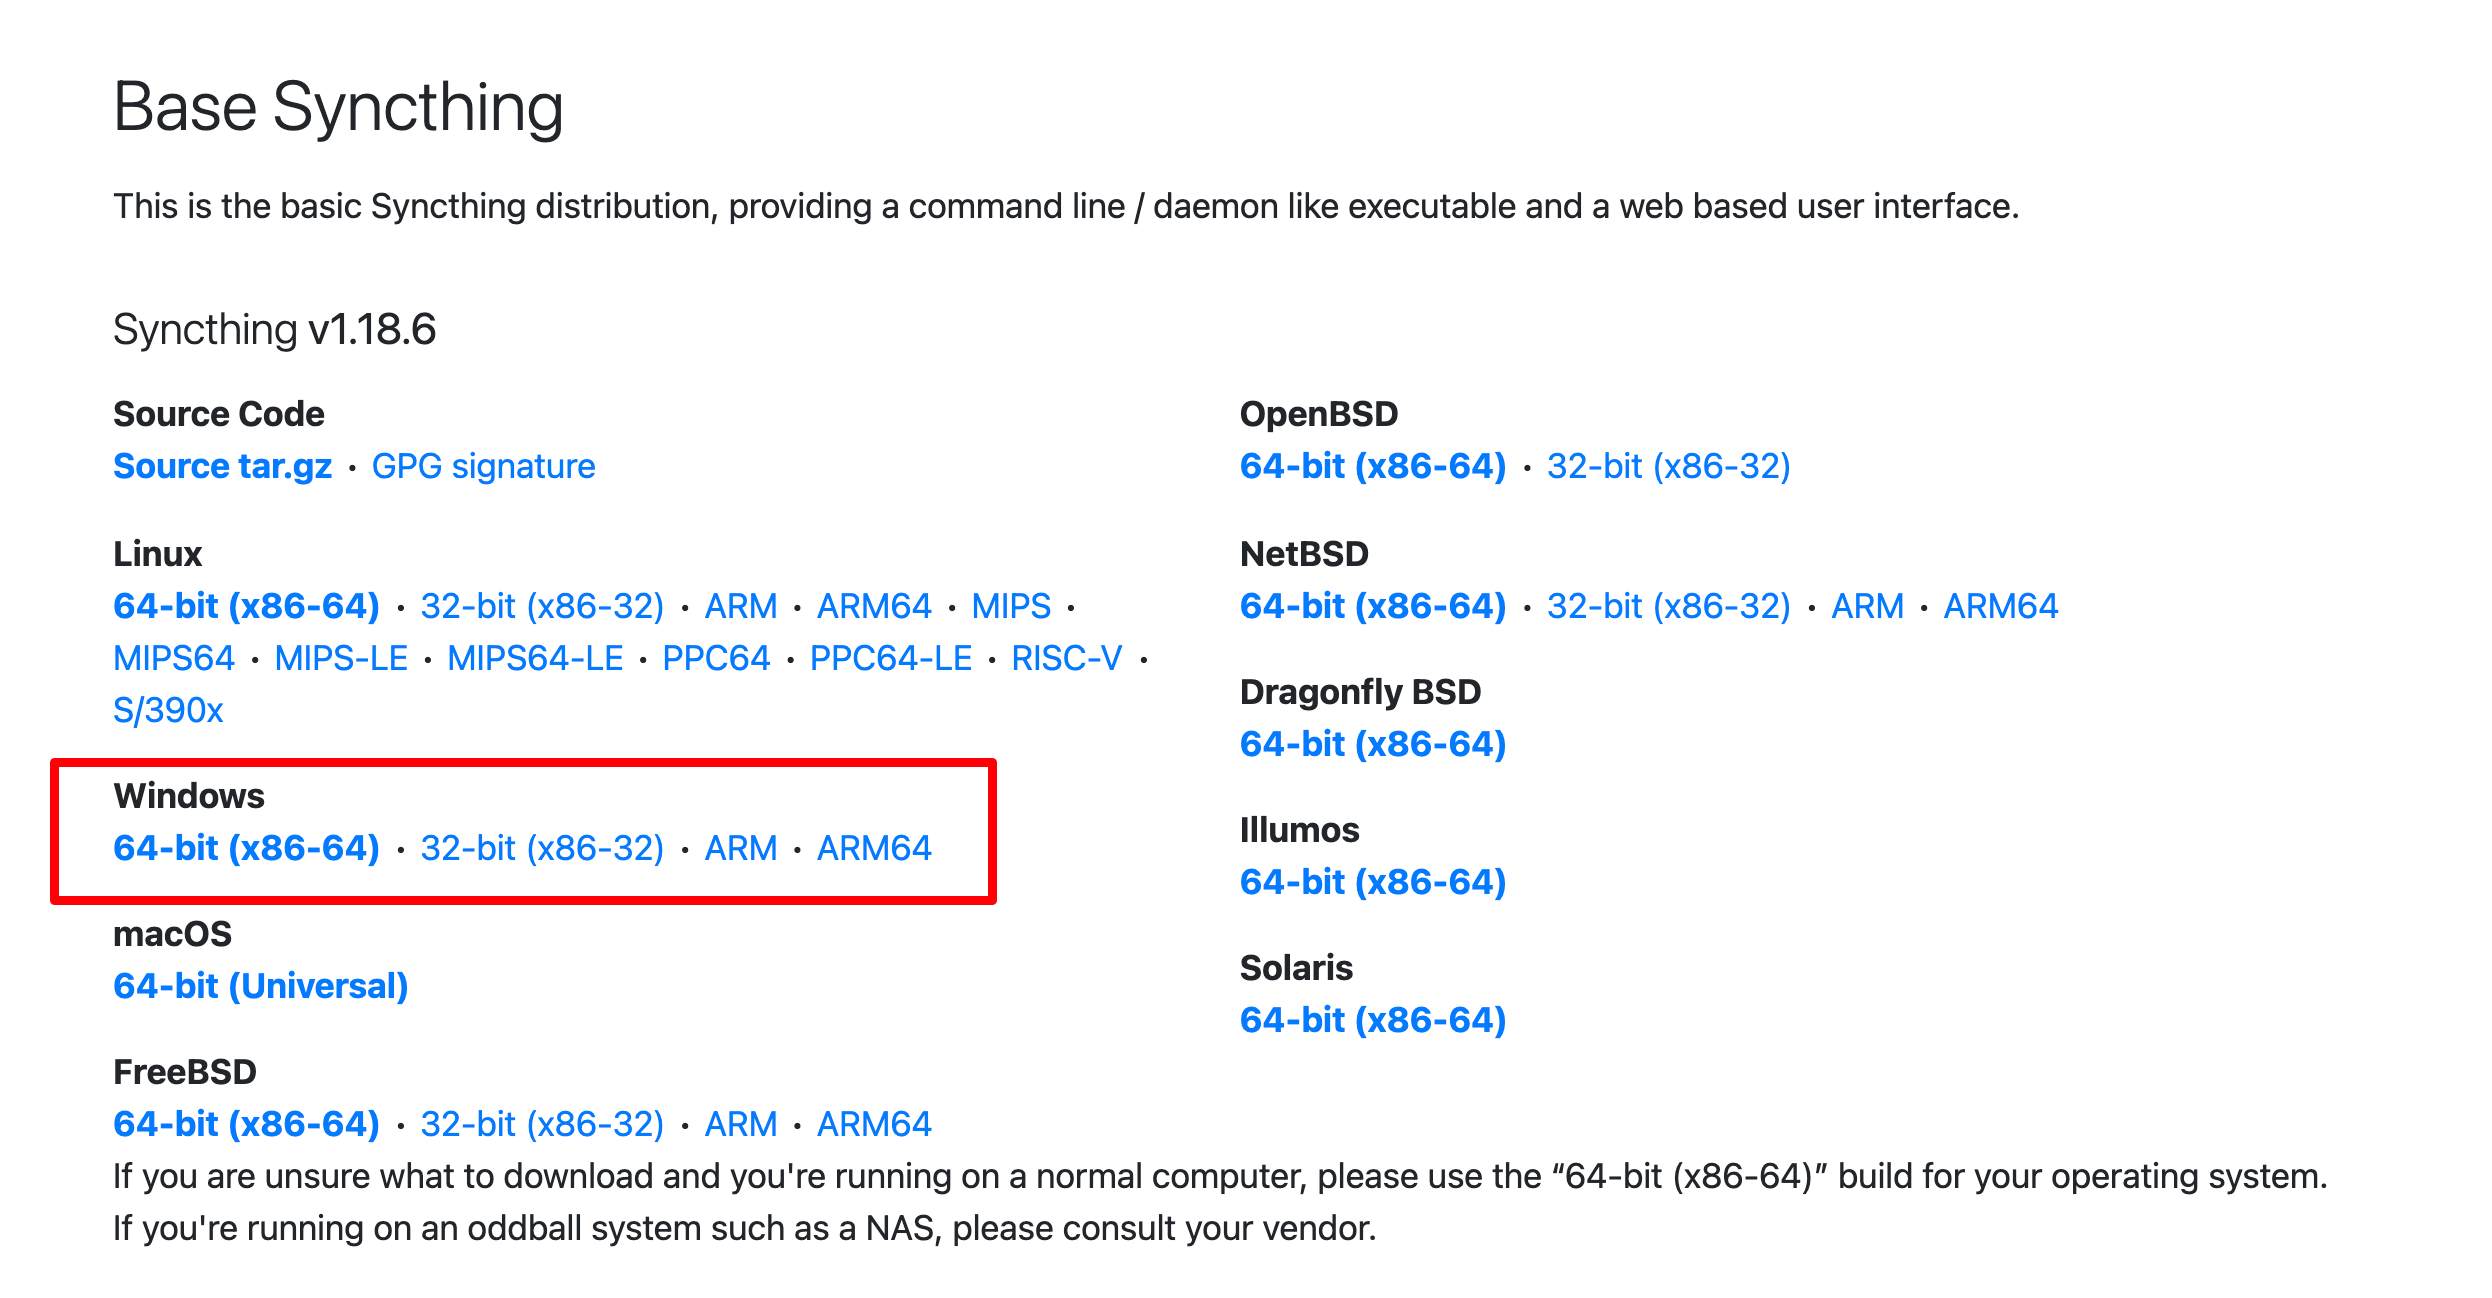 Base Syncthing
This is the basic Syncthing distribution, providing a command line / daemon like executable and a web based user interface.
Syncthing v1.18.6
Source Code
Source tar.gz · GPG signature
Linux
64-bit (x86-64) · 32-bit (x86-32) · ARM · ARM64 · MIPS ·
MIPS64 · MIPS-LE · MIPS64-LE · PPC64 · PPC64-LE · RISC-V ·
S/390x
Windows
64-bit (x86-64) · 32-bit (x86-32) · ARM · ARM64
macOS
64-bit (Universal)
FreeBSD
64-bit (x86-64) · 32-bit (x86-32) · ARM · ARM64
OpenBSD
64-bit (x86-64) · 32-bit (x86-32)
NetBSD
64-bit (x86-64) · 32-bit (x86-32) · ARM · ARM64
Dragonfly BSD
64-bit (x86-64)
Illumos
64-bit (x86-64)
Solaris
64-bit (x86-64)
If you are unsure what to download and you're running on a normal computer, please use the “64-bit (x86-64)” build for your operating system.
If you're running on an oddball system such as a NAS, please consult your vendor.